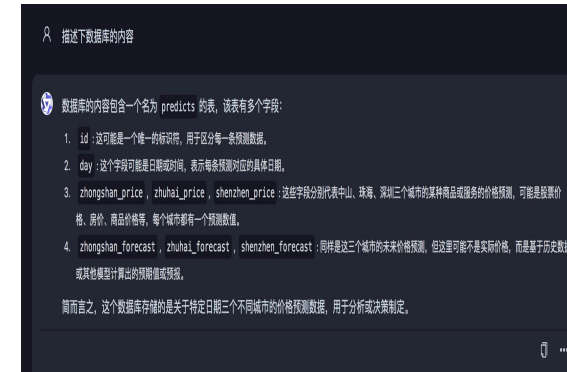 描述下数据库的内容
数据库的内容包含一个名为 predicts 的表，该表有多个字段：
1. id :这可能是一个唯一的标识符，用于区分每一条预测数据。
2. day :这个字段可能是日期或时间，表示每条预测对应的具体日期。
3. zhongshan_price , zhuhai_price , shenzhen_price :这些字段分别代表中山、珠海、深圳三个城市的某种商品或服务的价格预测，可能是股票价
格、房价、商品价格等，每个城市都有一个预测数值。
4. zhongshan_forecast , zhuhai_forecast , shenzhen_forecast :同样是这三个城市的未来价格预测，但这里可能不是实际价格，而是基于历史数据
或其他模型计算出的预期值或预报。
简而言之，这个数据库存储的是关于特定日期三个不同城市的价格预测数据，用于分析或决策制定。